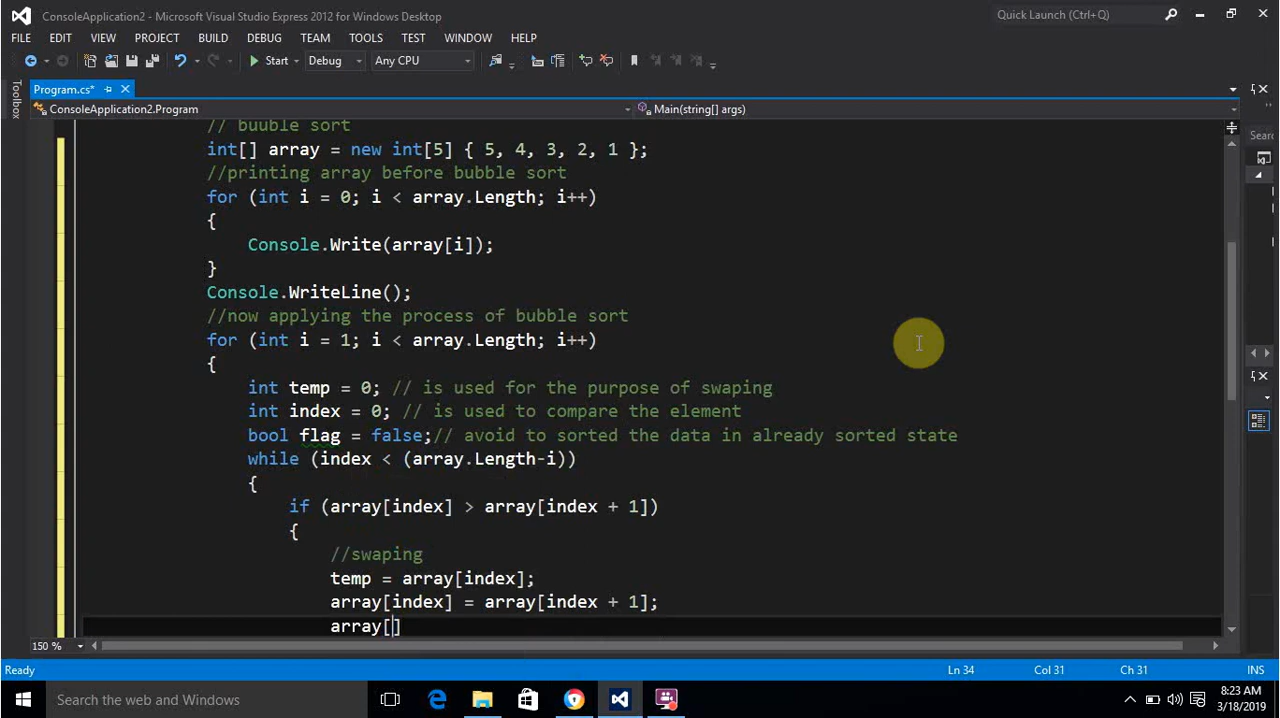 ConsoleApplication2 - Microsoft Visual Studio Express 2012 for Windows Desktop
Quick Launch (Ctrl+Q)
FILE EDIT VIEW PROJECT BUILD DEBUG TEAM TOOLS TEST WINDOW HELP
Start Debug Any CPU
Toolbox
Program.cs*
ConsoleApplication2.Program Main(string[] args)
Searc
// buuble sort
int[] array = new int[5] { 5, 4, 3, 2, 1 };
//printing array before bubble sort
for (int i = 0; i < array.Length; i++)
{
Console.Write(array[i]);
}
Console.WriteLine();
//now applying the process of bubble sort
for (int i = 1; i < array.Length; i++)
{
int temp = 0; // is used for the purpose of swaping
int index = 0; // is used to compare the element
bool flag = false;// avoid to sorted the data in already sorted state
while (index < (array.Length-i))
{
if (array[index] > array[index + 1])
{
//swaping
temp = array[index];
array[index] = array[index + 1];
array[]
150 %
Ready Ln 34 Col 31 Ch 31 INS
Search the web and Windows
8:23 AM
3/18/2019